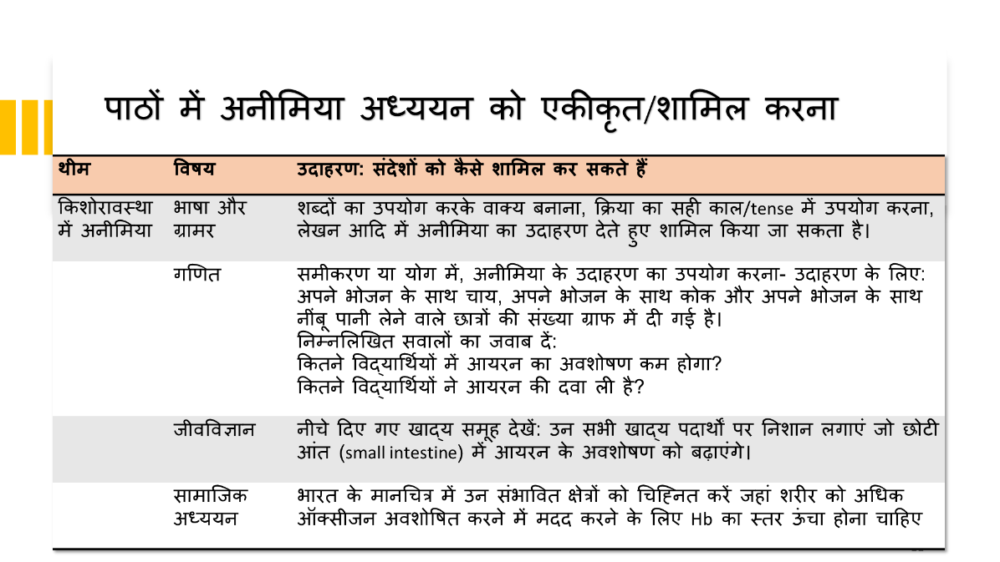 पाठों में अनीमिया अध्ययन को एकीकृत/शामिल करना
थीम विषय उदाहरण: संदेशों को कैसे शामिल कर सकते हैं
किशोरावस्था भाषा और शब्दों का उपयोग करके वाक्य बनाना, क्रिया का सही काल/tense में उपयोग करना,
में अनीमिया ग्रामर लेखन आदि में अनीमिया का उदाहरण देते हुए शामिल किया जा सकता है।
गणित समीकरण या योग में, अनीमिया के उदाहरण का उपयोग करना- उदाहरण के लिए:
अपने भोजन के साथ चाय, अपने भोजन के साथ कोक और अपने भोजन के साथ
नींबू पानी लेने वाले छात्रों की संख्या ग्राफ में दी गई है।
निम्नलिखित सवालों का जवाब दें:
कितने विद्यार्थियों में आयरन का अवशोषण कम होगा?
कितने विद्यार्थियों ने आयरन की दवा ली है?
जीवविज्ञान नीचे दिए गए खाद्य समूह देखें: उन सभी खाद्य पदार्थों पर निशान लगाएं जो छोटी
आंत (small intestine) में आयरन के अवशोषण को बढ़ाएंगे।
सामाजिक भारत के मानचित्र में उन संभावित क्षेत्रों को चिह्नित करें जहां शरीर को अधिक
अध्ययन ऑक्सीजन अवशोषित करने में मदद करने के लिए Hb का स्तर ऊंचा होना चाहिए